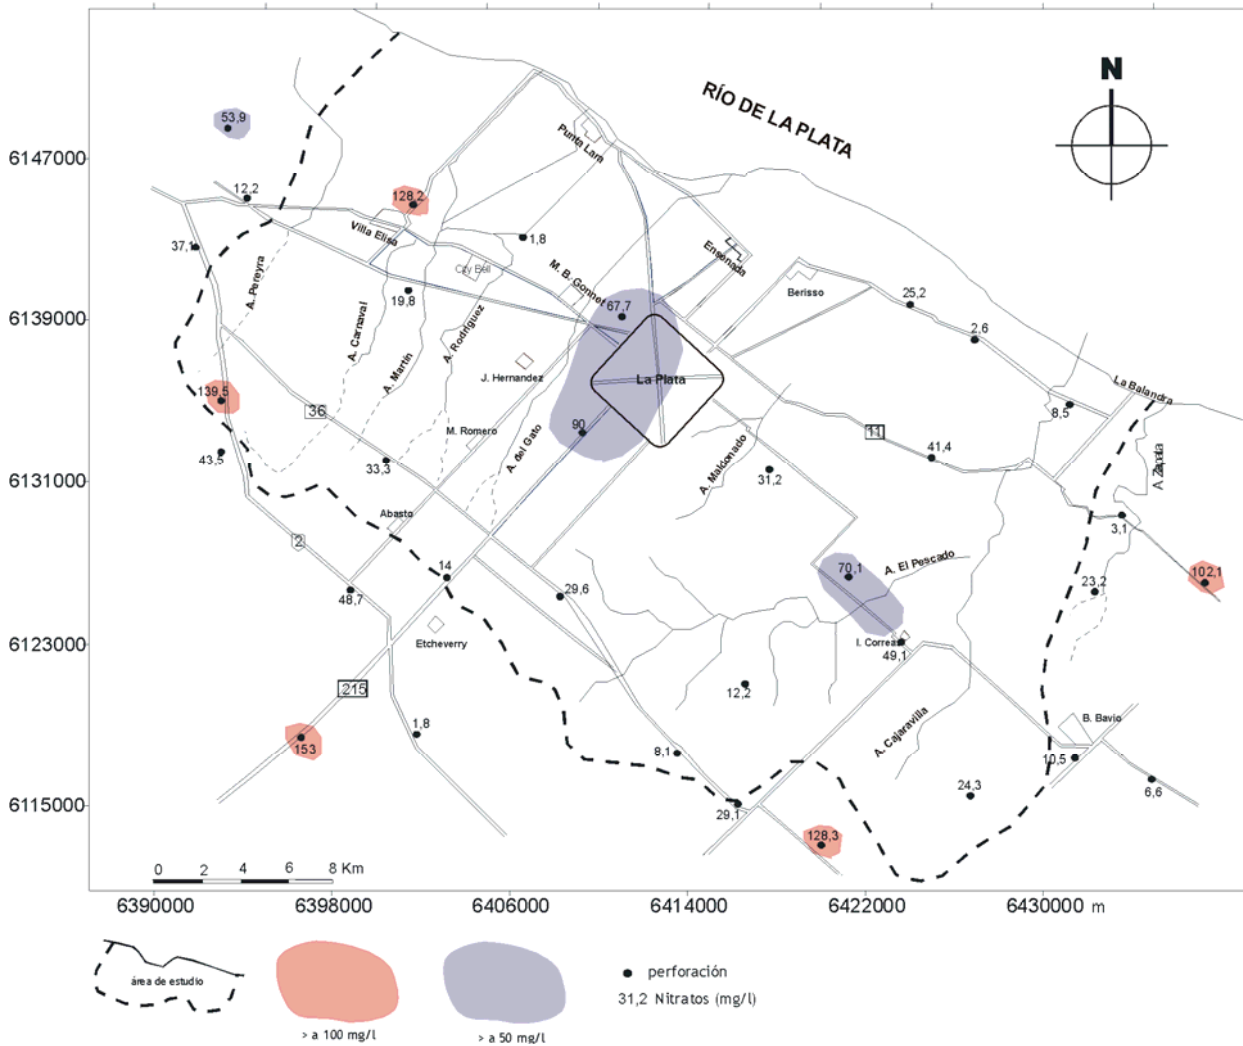 N
RÍO DE LA PLATA
53,9
Punta Lara
6147000
12,2
128,2
Villa Elisa
1,8
37,1
Ensenada
City Bell
M. B. Gonnet
A. Pereyra
19,8
Berisso
25,2
67,7
6139000
A. Carnaval
A. Rodríguez
2,6
A. Martín
J. Hernandez
La Plata
La Balandra
139,5
36
8,5
M. Romero
90
11
A. del Gato
41,4
43,5
33,3
A. Maldonado
31,2
A. Zapata
6131000
Abasto
3,1
2
14
70,1
A. El Pescado
102,1
48,7
29,6
23,2
Etcheverry
6123000
I. Correas
49,1
215
12,2
1,8
153
A. Cajaravilla
B. Bavio
8,1
10,5
6,6
24,3
6115000
29,1
128,3
0 2 4 6 8 Km
6390000 6398000 6406000 6414000 6422000 6430000 m
área de estudio
> a 100 mg/l
> a 50 mg/l
perforación
31,2 Nitratos (mg/l)